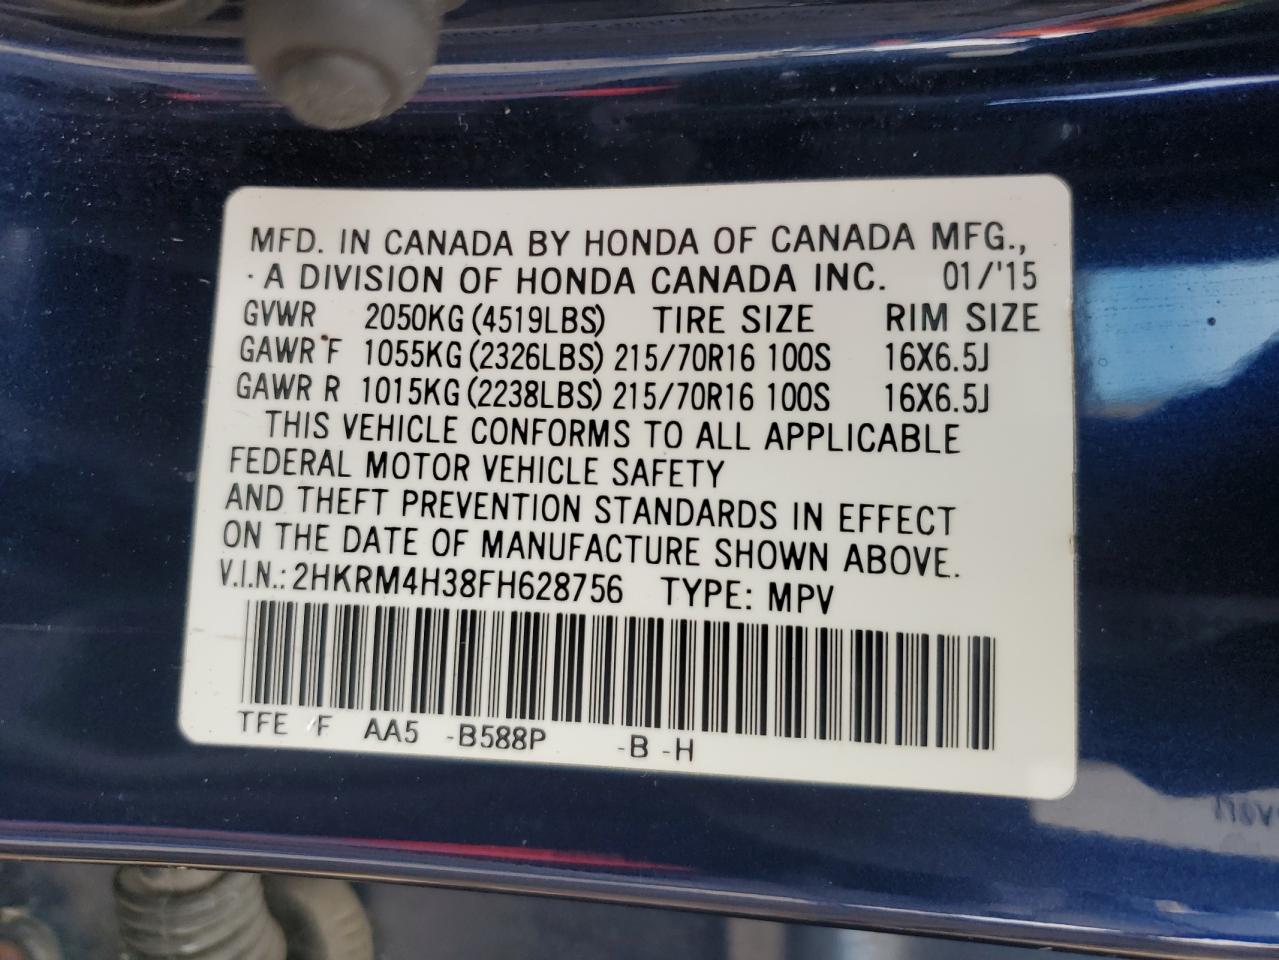 MFD. IN CANADA BY HONDA OF CANADA MFG.,
· A DIVISION OF HONDA CANADA INC. 01/'15
GVWR 2050KG (4519LBS) TIRE SIZE RIM SIZE
GAWR F 1055KG (2326LBS) 215/70R16 100S 16X6.5J
GAWR R 1015KG (2238LBS) 215/70R16 100S 16X6.5J
THIS VEHICLE CONFORMS TO ALL APPLICABLE
FEDERAL MOTOR VEHICLE SAFETY
AND THEFT PREVENTION STANDARDS IN EFFECT
ON THE DATE OF MANUFACTURE SHOWN ABOVE.
V.I.N.: 2HKRM4H38FH628756 TYPE: MPV
TFE F AA5 -B588P -B -H